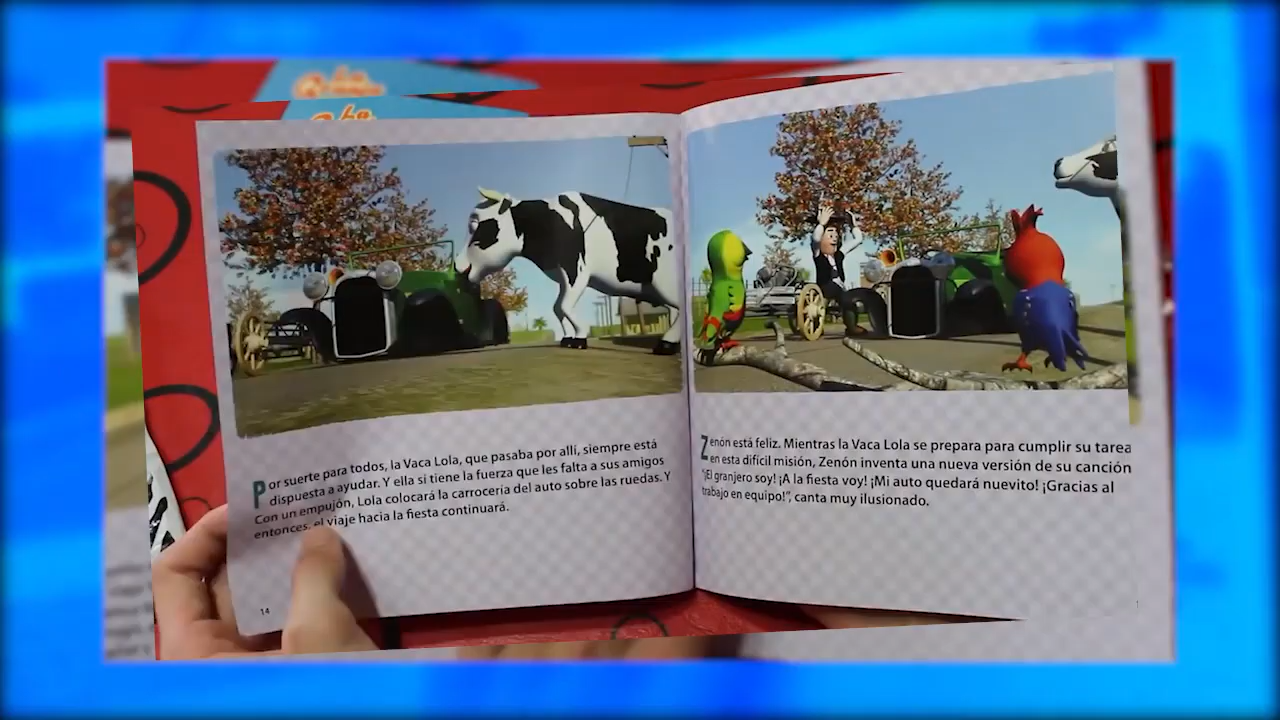 La
Por suerte para todos, la Vaca Lola, que pasaba por allí, siempre está
dispuesta a ayudar. Y ella si tiene la fuerza que les falta a sus amigos
Con un empujón, Lola colocará la carrocería del auto sobre las ruedas. Y
entonces, el viaje hacia la fiesta continuará.
14
Zenón está feliz. Mientras la Vaca Lola se prepara para cumplir su tarea
en esta difícil misión, Zenón inventa una nueva versión de su canción
"¡El granjero soy! ¡A la fiesta voy! ¡Mi auto quedará nuevito! ¡Gracias al
trabajo en equipo!", canta muy ilusionado.